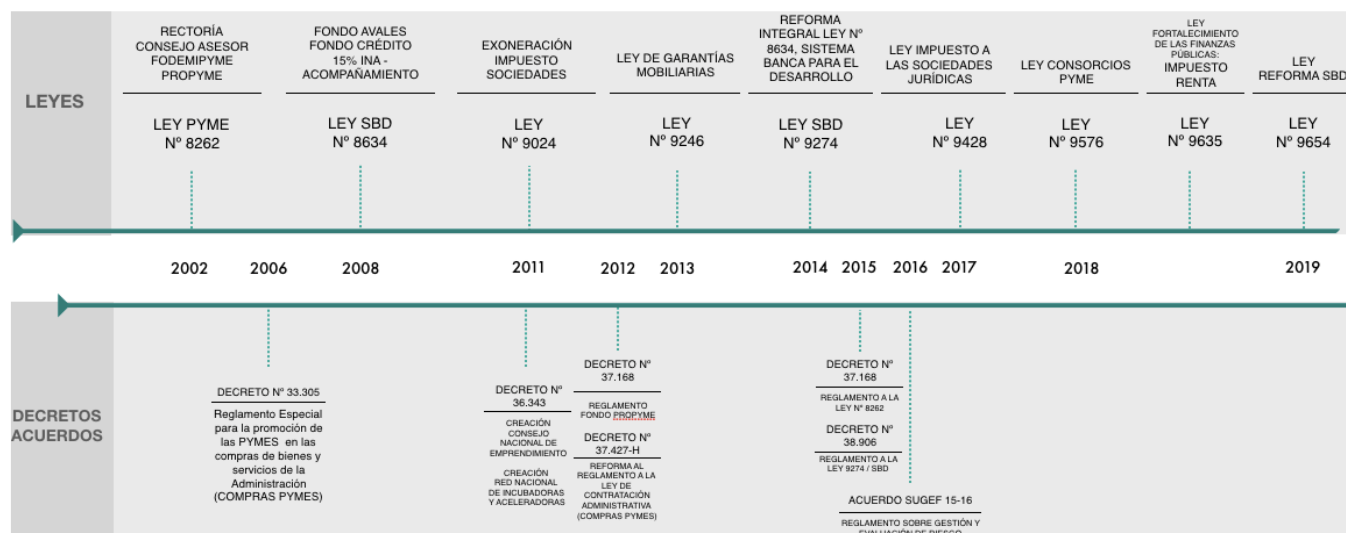 LEYES
RECTORÍA
CONSEJO ASESOR
FODEMIPYME
PROPYME
LEY PYME
Nº 8262
FONDO AVALES
FONDO CRÉDITO
15% INA -
ACOMPAÑAMIENTO
LEY SBD
Nº 8634
EXONERACIÓN
IMPUESTO
SOCIEDADES
LEY
Nº 9024
LEY DE GARANTÍAS
MOBILIARIAS
LEY
Nº 9246
REFORMA
INTEGRAL LEY Nº
8634, SISTEMA
BANCA PARA EL
DESARROLLO
LEY SBD
Nº 9274
LEY IMPUESTO A
LAS SOCIEDADES
JURÍDICAS
LEY
Nº 9428
LEY CONSORCIOS
PYME
LEY
Nº 9576
LEY
FORTALECIMIENTO
DE LAS FINANZAS
PÚBLICAS:
IMPUESTO
RENTA
LEY
Nº 9635
LEY
REFORMA SBD
LEY
Nº 9654
2002 2006 2008 2011 2012 2013 2014 2015 2016 2017 2018 2019
DECRETOS
ACUERDOS
DECRETO Nº 33.305
Reglamento Especial
para la promoción de
las PYMES en las
compras de bienes y
servicios de la
Administración
(COMPRAS PYMES)
DECRETO Nº
36.343
CREACIÓN
CONSEJO
NACIONAL DE
EMPRENDIMIENTO
CREACIÓN
RED NACIONAL
DE INCUBADORAS
Y ACELERADORAS
DECRETO Nº
37.168
REGLAMENTO
FONDO PROPYME
DECRETO Nº
37.427-H
REFORMA AL
REGLAMENTO A LA
LEY DE
CONTRATACIÓN
ADMINISTRATIVA
(COMPRAS PYMES)
DECRETO Nº
37.168
REGLAMENTO A LA
LEY Nº 8262
DECRETO Nº
38.906
REGLAMENTO A LA
LEY 9274 / SBD
ACUERDO SUGEF 15-16
REGLAMENTO SOBRE GESTIÓN Y
EVALUACIÓN DE RIESGO